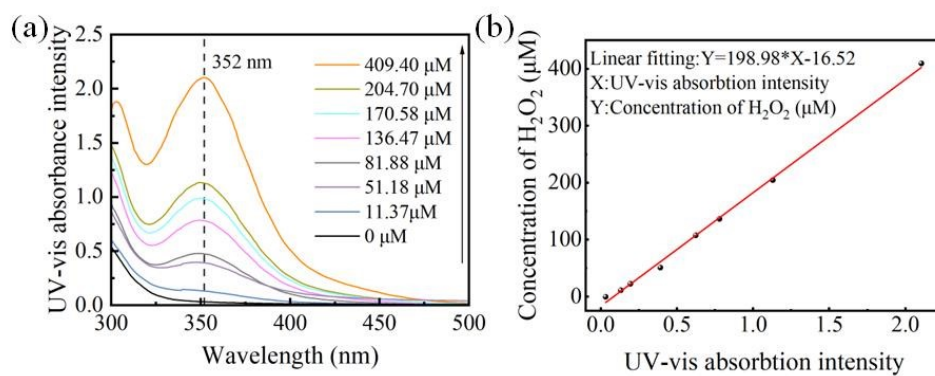 (a)
UV-vis absorbance intensity
2.5
2.0
1.5
1.0
0.5
0.0
300
350
400
450
500
Wavelength (nm)
352 nm
409.40 μM
204.70 μM
170.58 μM
136.47 μM
81.88 μM
51.18 μM
11.37μM
0 μM
(b)
Concentration of H₂O₂ (μM)
400
200
0
0.0
0.5
1.0
1.5
2.0
UV-vis absorbtion intensity
Linear fitting:Y=198.98*X-16.52
X:UV-vis absorbtion intensity
Y:Concentration of H₂O₂ (μM)